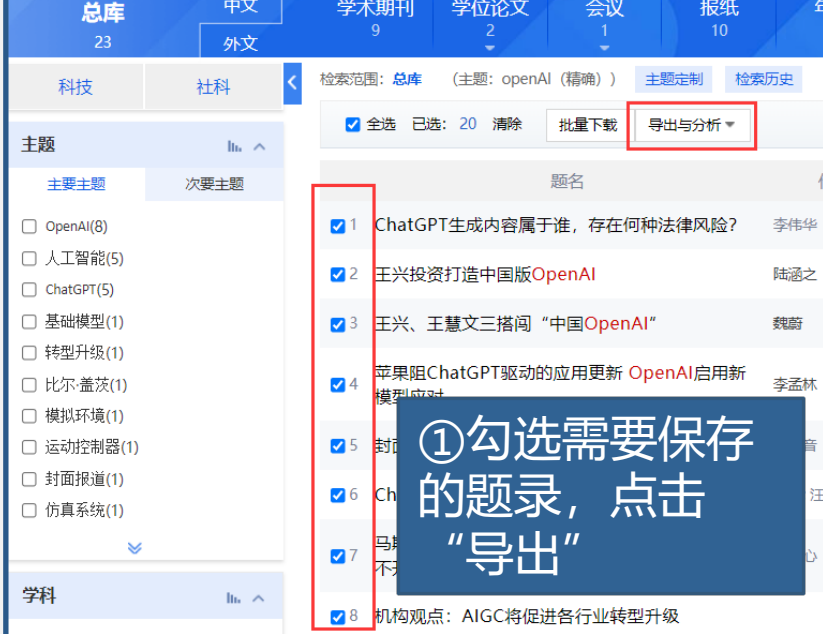 总库
23
中文
外文
学术期刊
9
学位论文
2
会议
1
报纸
10
科技
社科
检索范围：总库 （主题：openAI（精确）） 主题定制 检索历史
全选 已选：20 清除 批量下载 导出与分析
主题
主要主题 次要主题
OpenAI(8)
人工智能(5)
ChatGPT(5)
基础模型(1)
转型升级(1)
比尔·盖茨(1)
模拟环境(1)
运动控制器(1)
封面报道(1)
仿真系统(1)
学科
题名
1 ChatGPT生成内容属于谁，存在何种法律风险？ 李伟华
2 王兴投资打造中国版OpenAI 陆涵之
3 王兴、王慧文三搭闯“中国OpenAI” 魏蔚
4 苹果阻ChatGPT驱动的应用更新 OpenAI启用新
模型应对 李孟林
5 封 音
6 Ch 汪
7 马 心
不
8 机构观点：AIGC将促进各行业转型升级
①勾选需要保存
的题录，点击
“导出”